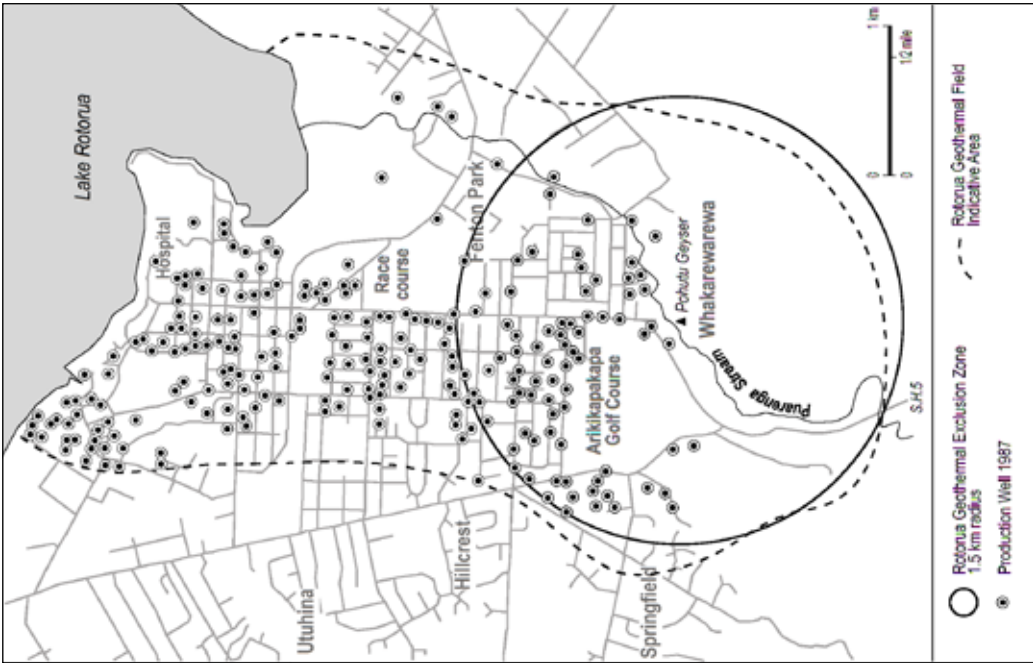 Lake Rotorua
Hospital
Race
course
Fenton Park
Pohutu Geyser
Whakarewarewa
Arikikapakapa
Golf Course
Puarenga Stream
S.H.5
Utuhina
Hillcrest
Springfield
0 1 km
0 1/2 mile
Rotorua Geothermal Exclusion Zone
1.5 km radius
Production Well 1987
Rotorua Geothermal Field
Indicative Area